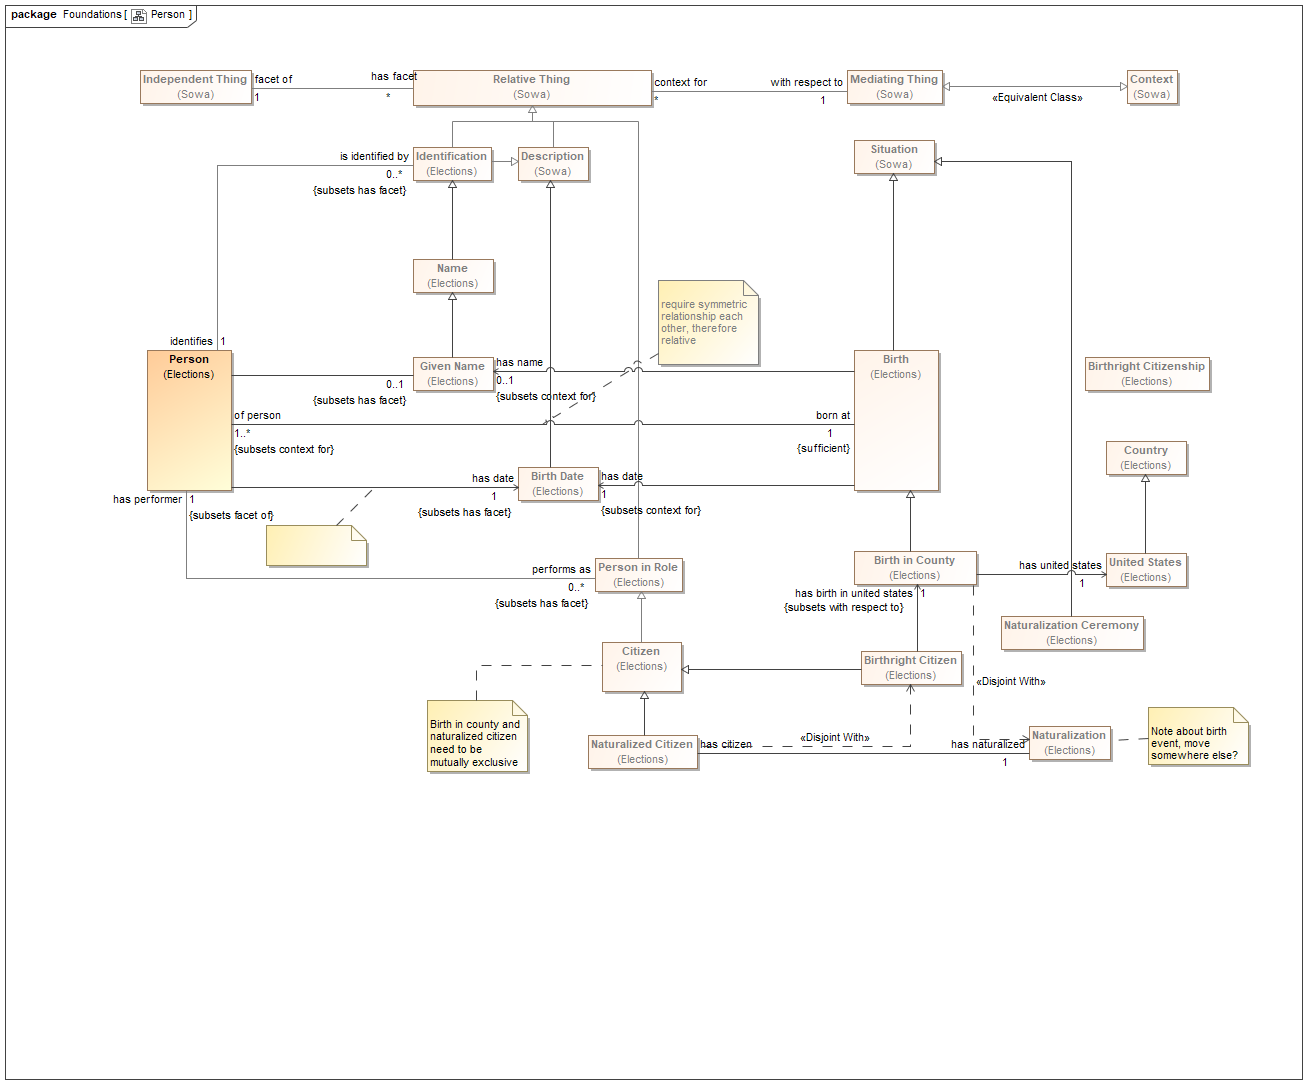 package Foundations [ Person ]
Independent Thing
(Sowa)
facet of
1
has facet
*
Relative Thing
(Sowa)
context for
*
with respect to
1
Mediating Thing
(Sowa)
«Equivalent Class»
Context
(Sowa)
is identified by
0..*
{subsets has facet}
Identification
(Elections)
Description
(Sowa)
Situation
(Sowa)
Name
(Elections)
require symmetric
relationship each
other, therefore
relative
identifies
1
Person
(Elections)
0..1
{subsets has facet}
Given Name
(Elections)
has name
0..1
{subsets context for}
Birth
(Elections)
Birthright Citizenship
(Elections)
of person
1..*
{subsets context for}
born at
1
{sufficient}
Country
(Elections)
has date
1
{subsets has facet}
Birth Date
(Elections)
has date
1
{subsets context for}
has performer
1
{subsets facet of}
performs as
0..*
{subsets has facet}
Person in Role
(Elections)
Birth in County
(Elections)
has united states
1
United States
(Elections)
has birth in united states
1
{subsets with respect to}
Naturalization Ceremony
(Elections)
Citizen
(Elections)
Birthright Citizen
(Elections)
«Disjoint With»
Birth in county and
naturalized citizen
need to be
mutually exclusive
Naturalized Citizen
(Elections)
has citizen
«Disjoint With»
has naturalized
1
Naturalization
(Elections)
Note about birth
event, move
somewhere else?